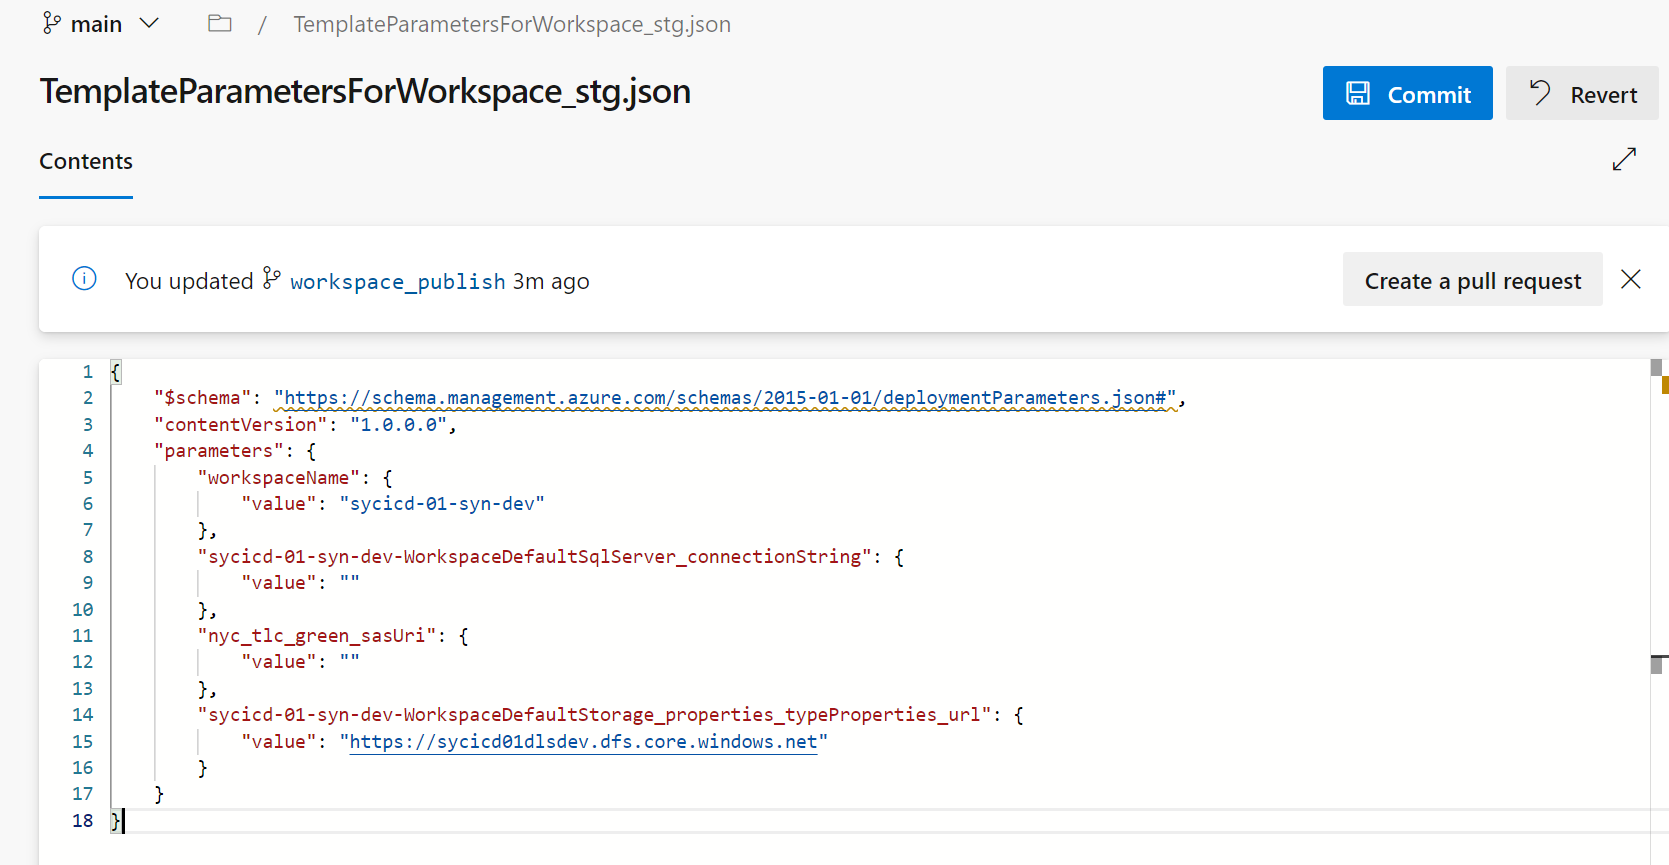 main
/ TemplateParametersForWorkspace_stg.json
TemplateParametersForWorkspace_stg.json
Commit
Revert
Contents
You updated workspace_publish 3m ago
Create a pull request
1 {
2 "$schema": "https://schema.management.azure.com/schemas/2015-01-01/deploymentParameters.json#",
3 "contentVersion": "1.0.0.0",
4 "parameters": {
5 "workspaceName": {
6 "value": "sycicd-01-syn-dev"
7 },
8 "sycicd-01-syn-dev-WorkspaceDefaultSqlServer_connectionString": {
9 "value": ""
10 },
11 "nyc_tlc_green_sasUri": {
12 "value": ""
13 },
14 "sycicd-01-syn-dev-WorkspaceDefaultStorage_properties_typeProperties_url": {
15 "value": "https://sycicd01dlsdev.dfs.core.windows.net"
16 }
17 }
18 }